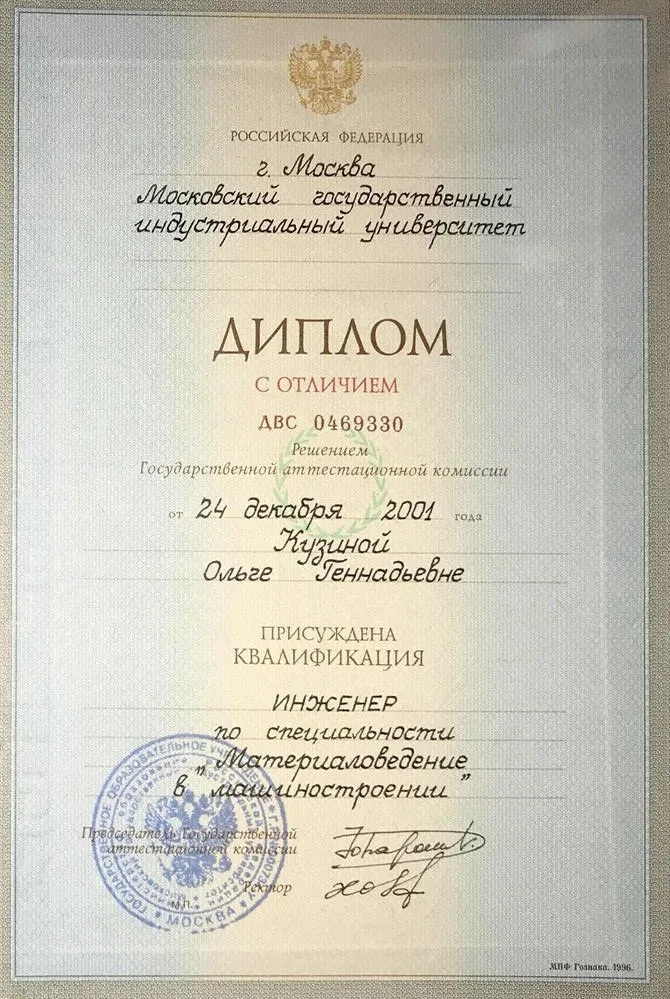 РОССИЙСКАЯ ФЕДЕРАЦИЯ
г. Москва
Московский государственный
индустриальный университет
ДИПЛОМ
С ОТЛИЧИЕМ
ДВС 0469330
Решением
Государственной аттестационной комиссии
от 24 декабря 2001 года
Кузиной
Ольге Геннадьевне
ПРИСУЖДЕНА
КВАЛИФИКАЦИЯ
ИНЖЕНЕР
по специальности
"Материаловедение
в машиностроении"
Председатель Государственной
аттестационной комиссии
Ректор
М.П.
ГОСУДАРСТВЕННОЕ ОБРАЗОВАТЕЛЬНОЕ
МОСКВА
МПФ Гознака. 1996.